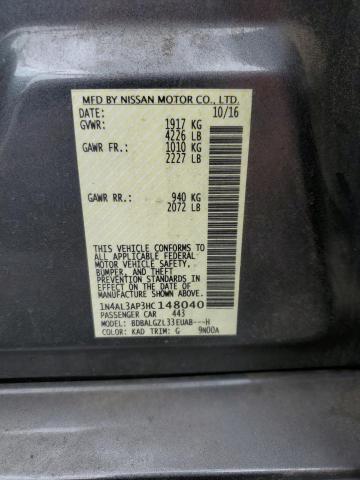 MFD BY NISSAN MOTOR CO., LTD.
DATE: 10/16
GVWR: 1917 KG
4226 LB
GAWR FR.: 1010 KG
2227 LB
GAWR RR.: 940 KG
2072 LB
THIS VEHICLE CONFORMS TO
ALL APPLICABLE FEDERAL
MOTOR VEHICLE SAFETY,
BUMPER, AND THEFT
PREVENTION STANDARDS IN
EFFECT ON THE DATE OF
MANUFACTURE SHOWN ABOVE.
1N4AL3AP3HC148040
PASSENGER CAR 443
MODEL: BDBALGZL33EUAB---H
COLOR: KAD TRIM: G 9N00A